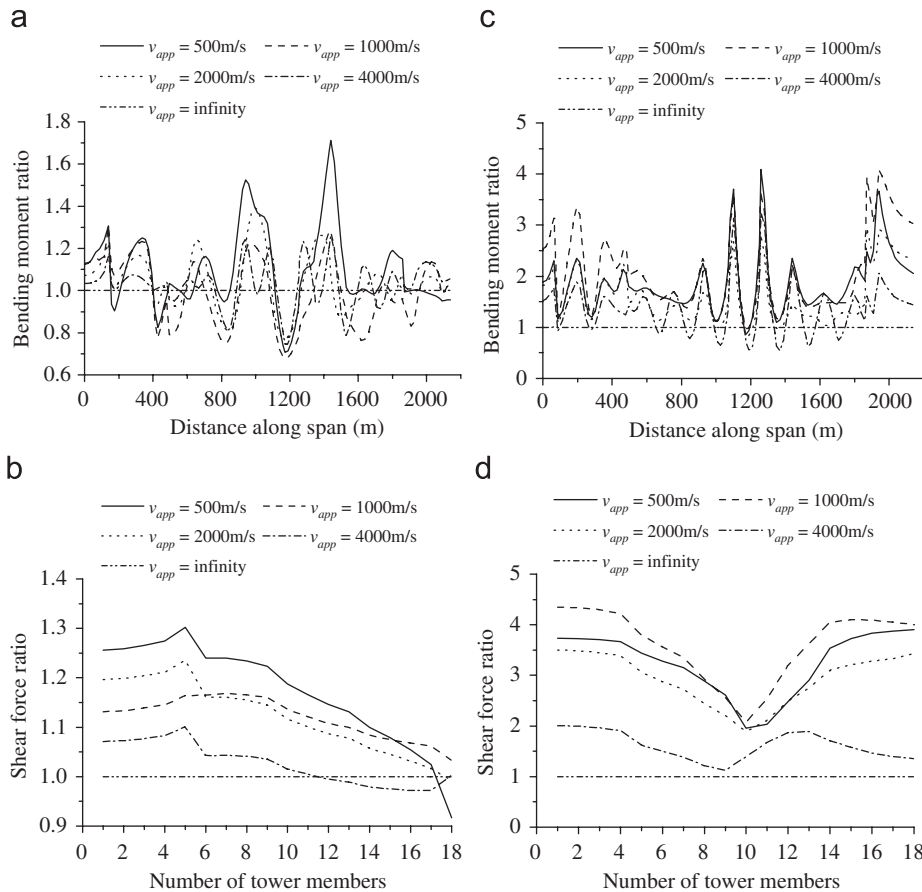 a
v_app = 500m/s
v_app = 1000m/s
v_app = 2000m/s
v_app = 4000m/s
v_app = infinity
1.8
1.6
1.4
1.2
1.0
0.8
0.6
Bending moment ratio
0 400 800 1200 1600 2000
Distance along span (m)
c
v_app = 500m/s
v_app = 1000m/s
v_app = 2000m/s
v_app = 4000m/s
v_app = infinity
5
4
3
2
1
0
Bending moment ratio
0 400 800 1200 1600 2000
Distance along span (m)
b
v_app = 500m/s
v_app = 1000m/s
v_app = 2000m/s
v_app = 4000m/s
v_app = infinity
1.4
1.3
1.2
1.1
1.0
0.9
Shear force ratio
0 2 4 6 8 10 12 14 16 18
Number of tower members
d
v_app = 500m/s
v_app = 1000m/s
v_app = 2000m/s
v_app = 4000m/s
v_app = infinity
5
4
3
2
1
0
Shear force ratio
0 2 4 6 8 10 12 14 16 18
Number of tower members